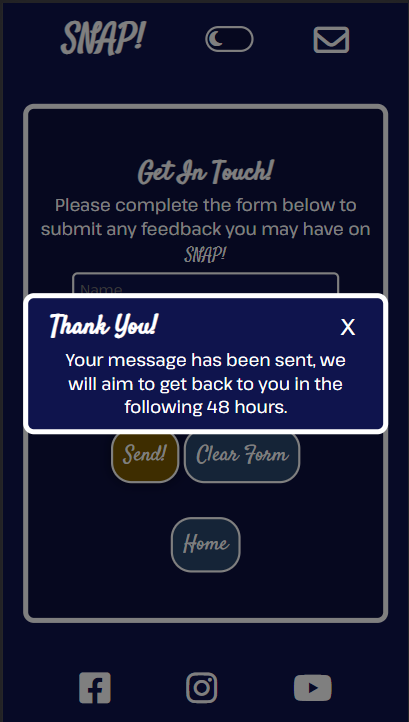 SNAP!
Get In Touch!
Please complete the form below to
submit any feedback you may have on
SNAP!
Name
Thank You!
X
Your message has been sent, we
will aim to get back to you in the
following 48 hours.
Send!
Clear Form
Home